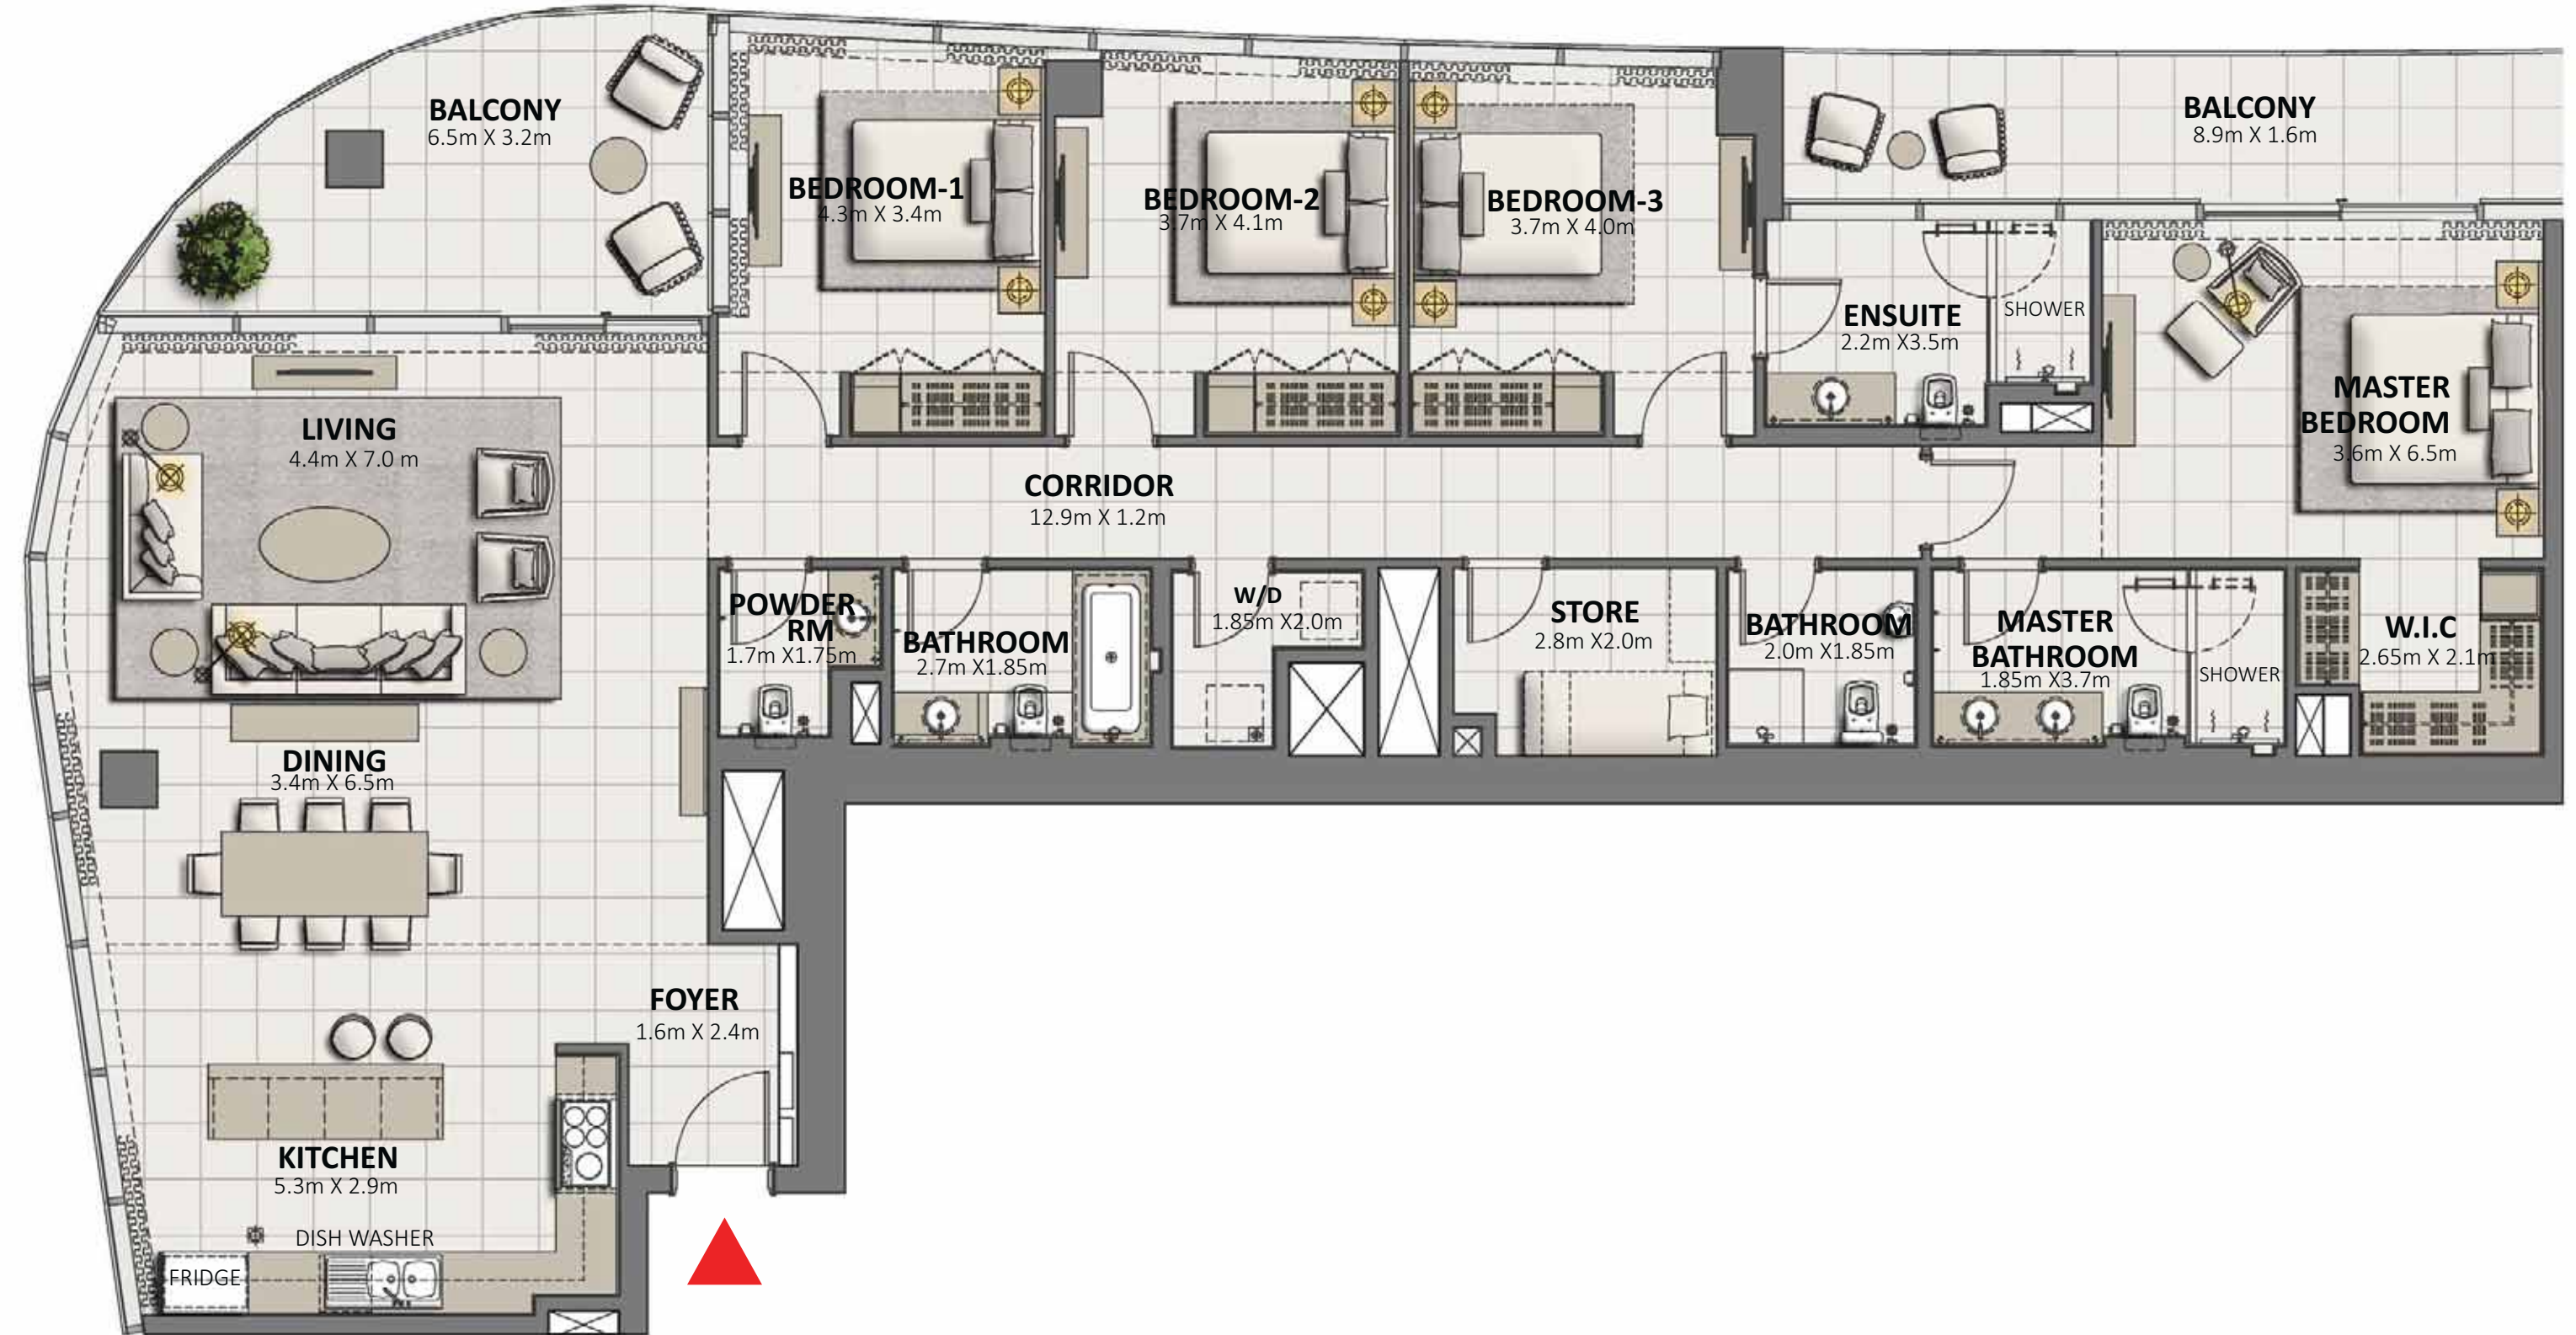 BALCONY
6.5m X 3.2m
BEDROOM-1
4.3m X 3.4m
BEDROOM-2
3.7m X 4.1m
BEDROOM-3
3.7m X 4.0m
BALCONY
8.9m X 1.6m
ENSUITE
2.2m X3.5m
SHOWER
MASTER
BEDROOM
3.6m X 6.5m
LIVING
4.4m X 7.0 m
CORRIDOR
12.9m X 1.2m
POWDER
RM
1.7m X1.75m
BATHROOM
2.7m X1.85m
W/D
1.85m X2.0m
STORE
2.8m X2.0m
BATHROOM
2.0m X1.85m
MASTER
BATHROOM
1.85m X3.7m
SHOWER
W.I.C
2.65m X 2.1m
DINING
3.4m X 6.5m
FOYER
1.6m X 2.4m
KITCHEN
5.3m X 2.9m
DISH WASHER
FRIDGE